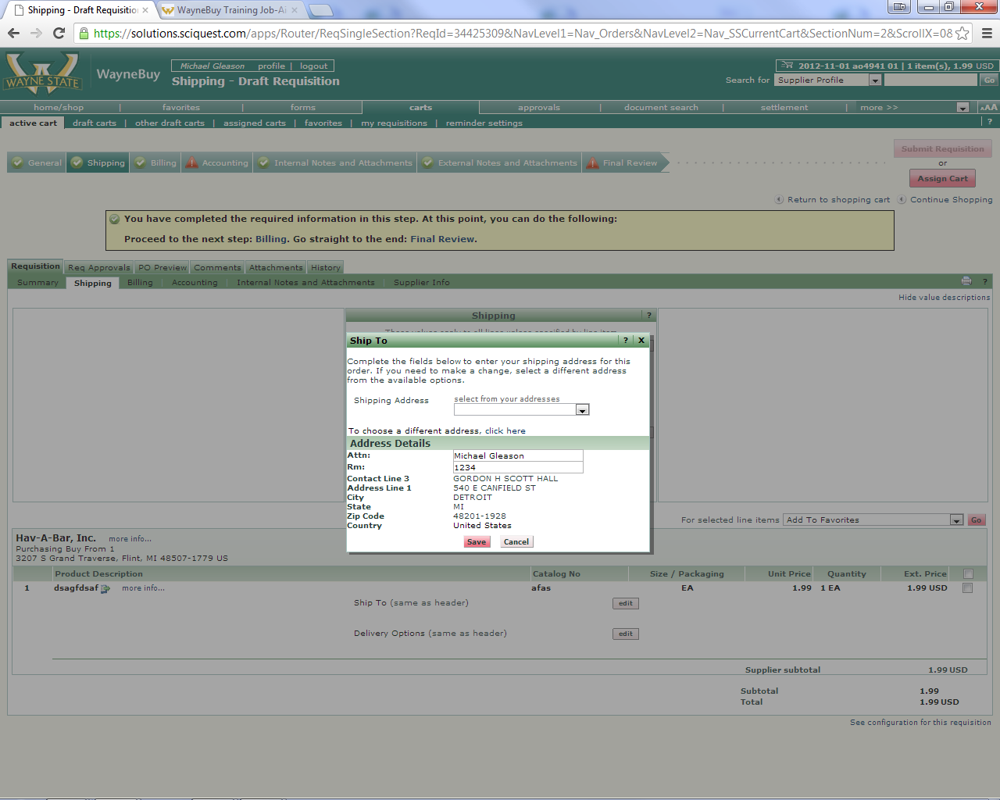 Shipping - Draft Requisition
WayneBuy Training Job-Ai
https://solutions.sciquest.com/apps/Router/ReqSingleSection?ReqId=34425309&NavLevel1=Nav_Orders&NavLevel2=Nav_SSCurrentCart&SectionNum=2&ScrollX=08
WAYNE STATE
WayneBuy
Michael Gleason profile | logout
Shipping - Draft Requisition
2012-11-01 ao4941 01 | 1 item(s), 1.99 USD
Search for Supplier Profile Go
home/shop | favorites | forms carts approvals | document search | settlement | more >> AAA
active cart draft carts | other draft carts | assigned carts | favorites | my requisitions | reminder settings | ?
General Shipping Billing Accounting Internal Notes and Attachments External Notes and Attachments Final Review
Submit Requisition
or
Assign Cart
Return to shopping cart Continue Shopping
You have completed the required information in this step. At this point, you can do the following:
Proceed to the next step: Billing. Go straight to the end: Final Review.
Requisition Req Approvals PO Preview Comments Attachments History
Summary Shipping Billing Accounting Internal Notes and Attachments Supplier Info ?
Hide value descriptions
Shipping ?
These values apply to all lines unless specified by line item
Ship To ? X
Complete the fields below to enter your shipping address for this
order. If you need to make a change, select a different address
from the available options.
select from your addresses
Shipping Address
To choose a different address, click here
Address Details
Attn: Michael Gleason
Rm: 1234
Contact Line 3 GORDON H SCOTT HALL
Address Line 1 540 E CANFIELD ST
City DETROIT
State MI
Zip Code 48201-1928
Country United States
Save Cancel
For selected line items Add To Favorites Go
Hav-A-Bar, Inc. more info...
Purchasing Buy From 1
3207 S Grand Traverse, Flint, MI 48507-1779 US
Product Description Catalog No Size / Packaging Unit Price Quantity Ext. Price
1 dsagfdsaf more info... afas EA 1.99 1 EA 1.99 USD
Ship To (same as header) edit
Delivery Options (same as header) edit
Supplier subtotal 1.99 USD
Subtotal 1.99
Total 1.99 USD
See configuration for this requisition